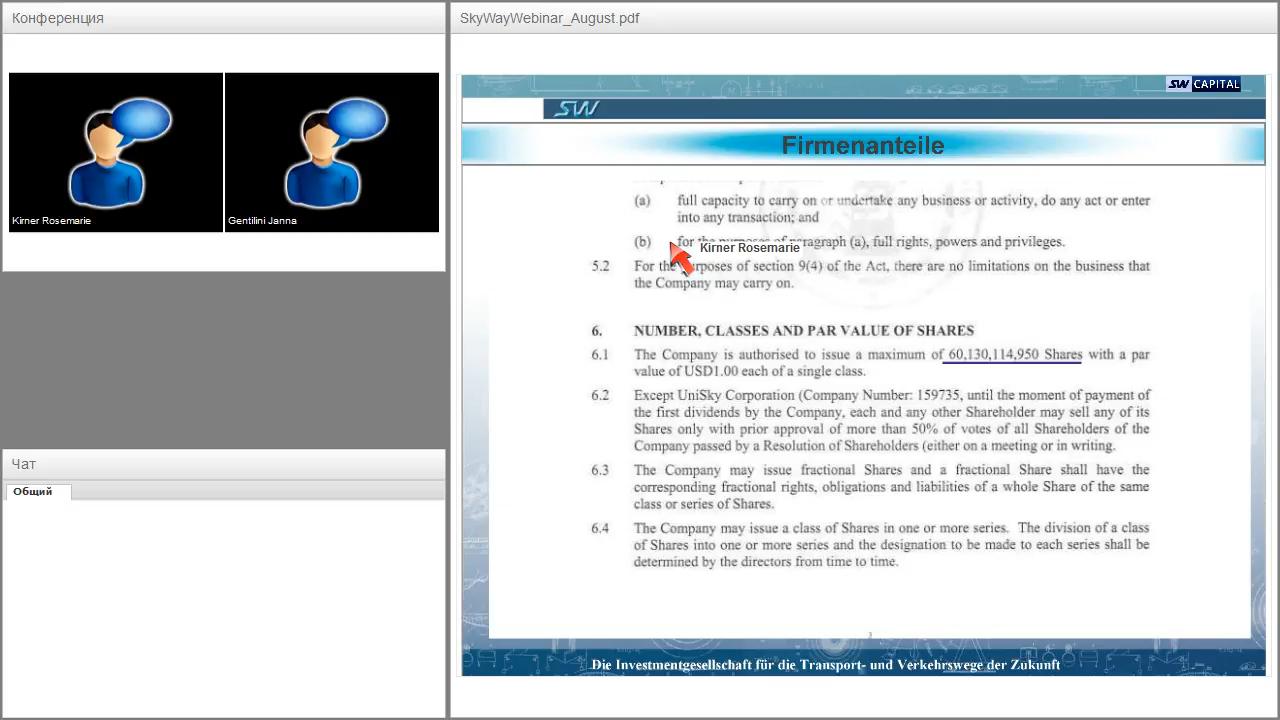 Конференция
Kirner Rosemarie
Gentilini Janna
Чат
Общий
SkyWayWebinar_August.pdf
SW CAPITAL
SW
Firmenanteile
(a) full capacity to carry on or undertake any business or activity, do any act or enter
into any transaction; and
(b) for the purposes of paragraph (a), full rights, powers and privileges.
Kirner Rosemarie
5.2 For the purposes of section 9(4) of the Act, there are no limitations on the business that
the Company may carry on.
6. NUMBER, CLASSES AND PAR VALUE OF SHARES
6.1 The Company is authorised to issue a maximum of 60,130,114,950 Shares with a par
value of USD1.00 each of a single class.
6.2 Except UniSky Corporation (Company Number: 159735, until the moment of payment of
the first dividends by the Company, each and any other Shareholder may sell any of its
Shares only with prior approval of more than 50% of votes of all Shareholders of the
Company passed by a Resolution of Shareholders (either on a meeting or in writing.
6.3 The Company may issue fractional Shares and a fractional Share shall have the
corresponding fractional rights, obligations and liabilities of a whole Share of the same
class or series of Shares.
6.4 The Company may issue a class of Shares in one or more series. The division of a class
of Shares into one or more series and the designation to be made to each series shall be
determined by the directors from time to time.
3
Die Investmentgesellschaft für die Transport- und Verkehrswege der Zukunft